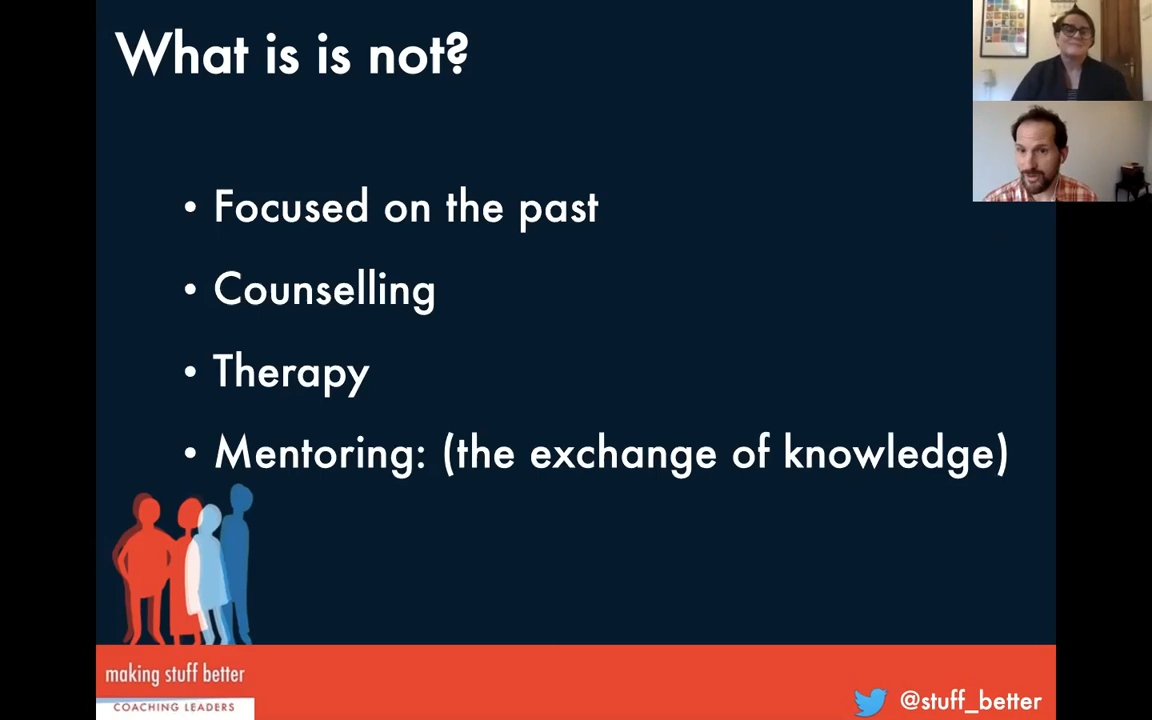 What is is not?
• Focused on the past
• Counselling
• Therapy
• Mentoring: (the exchange of knowledge)
making stuff better
COACHING LEADERS
@stuff_better